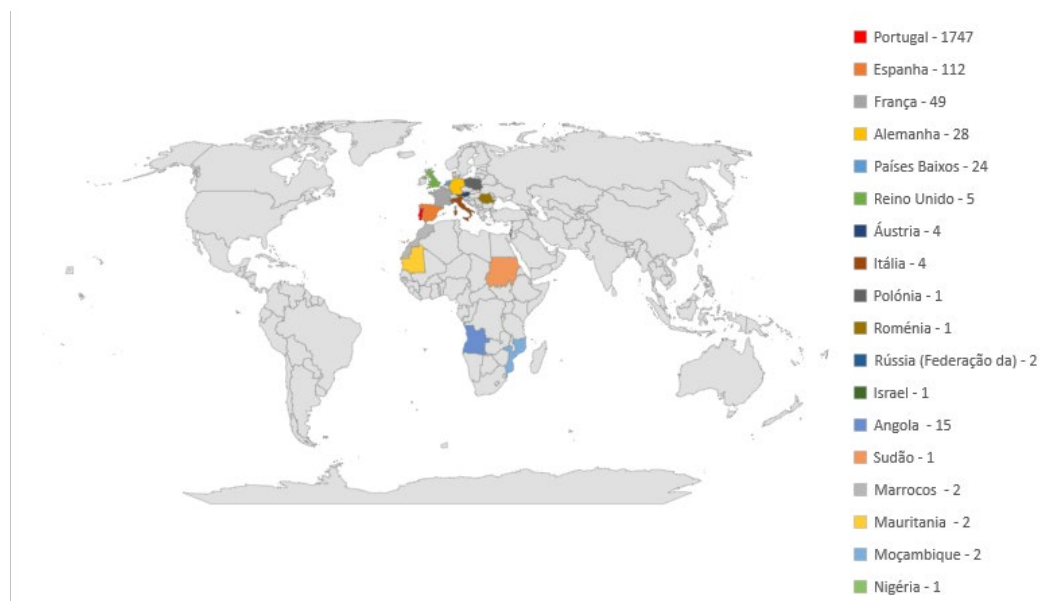 Portugal - 1747
Espanha - 112
França - 49
Alemanha - 28
Países Baixos - 24
Reino Unido - 5
Áustria - 4
Itália - 4
Polónia - 1
Roménia - 1
Rússia (Federação da) - 2
Israel - 1
Angola - 15
Sudão - 1
Marrocos - 2
Mauritania - 2
Moçambique - 2
Nigéria - 1